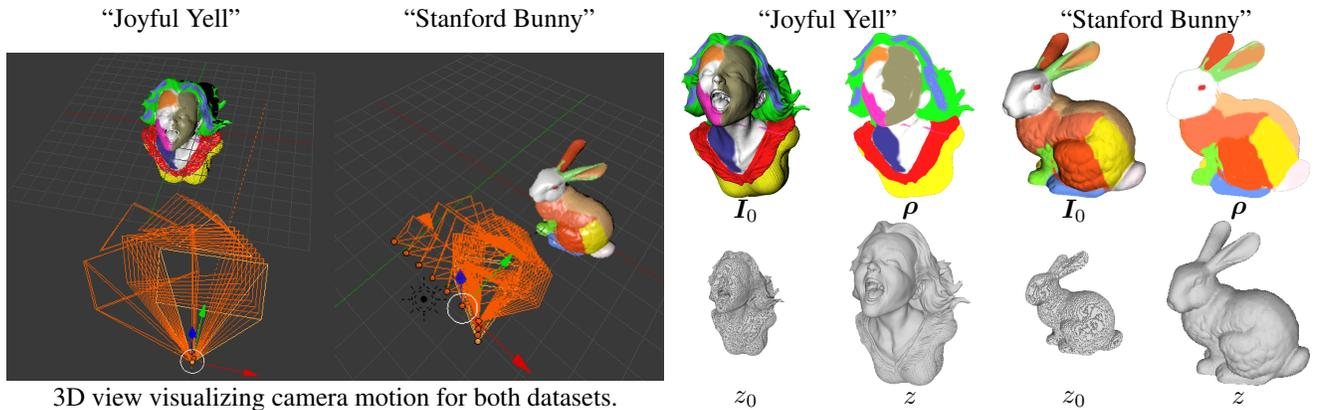 “Joyful Yell” “Stanford Bunny” “Joyful Yell” “Stanford Bunny”
I₀ ρ I₀ ρ
z₀ z z₀ z
3D view visualizing camera motion for both datasets.